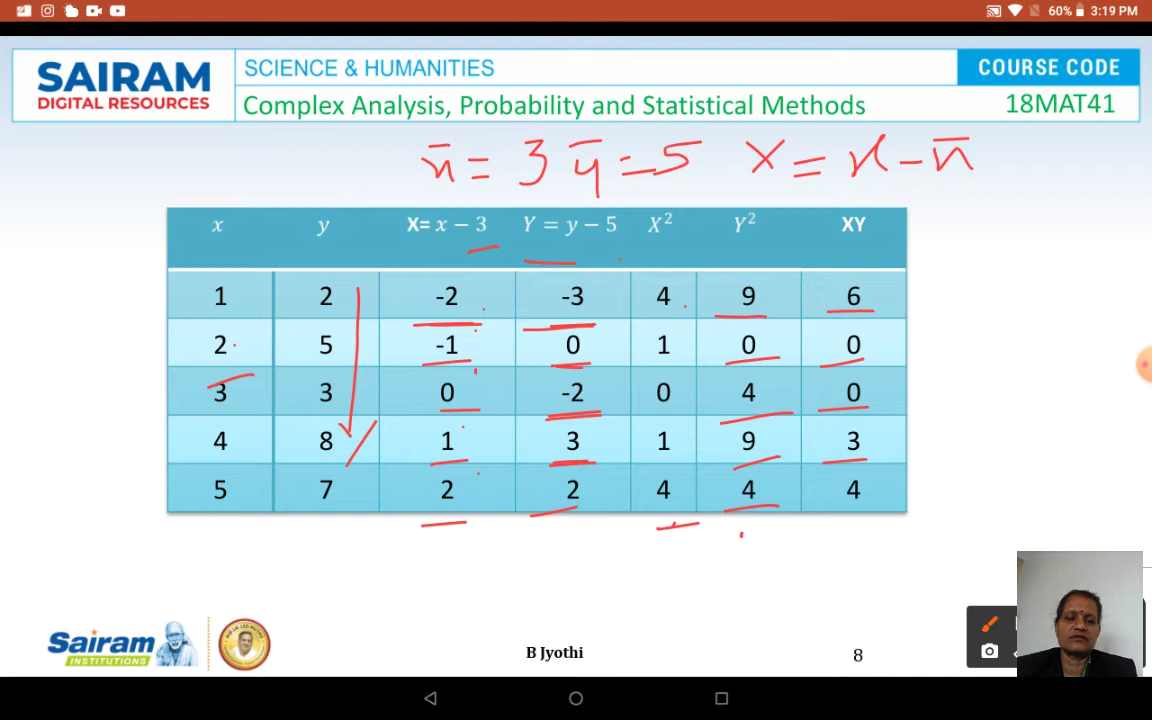 60% 3:19 PM
SAIRAM
DIGITAL RESOURCES
SCIENCE & HUMANITIES
COURSE CODE
Complex Analysis, Probability and Statistical Methods
18MAT41
x̄ = 3 ȳ = 5 X = x - x̄
x y X= x − 3 Y = y − 5 X² Y² XY
1 2 -2 -3 4 9 6
2 5 -1 0 1 0 0
3 3 0 -2 0 4 0
4 8 1 3 1 9 3
5 7 2 2 4 4 4
Sairam
INSTITUTIONS
B Jyothi
8